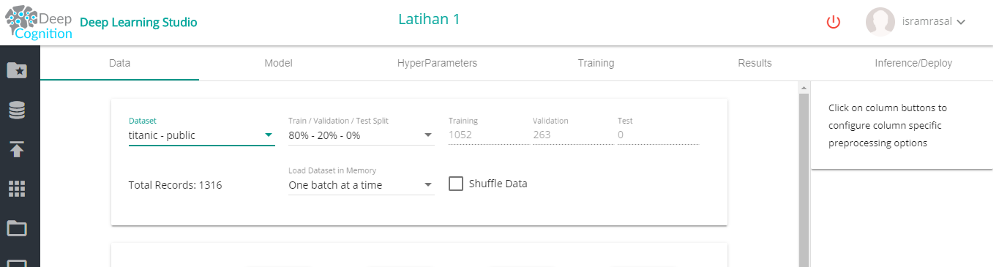 Deep
Cognition
Deep Learning Studio
Latihan 1
isramrasal
Data
Model
HyperParameters
Training
Results
Inference/Deploy
Dataset
titanic - public
Train / Validation / Test Split
80% - 20% - 0%
Training
1052
Validation
263
Test
0
Total Records: 1316
Load Dataset in Memory
One batch at a time
Shuffle Data
Click on column buttons to
configure column specific
preprocessing options